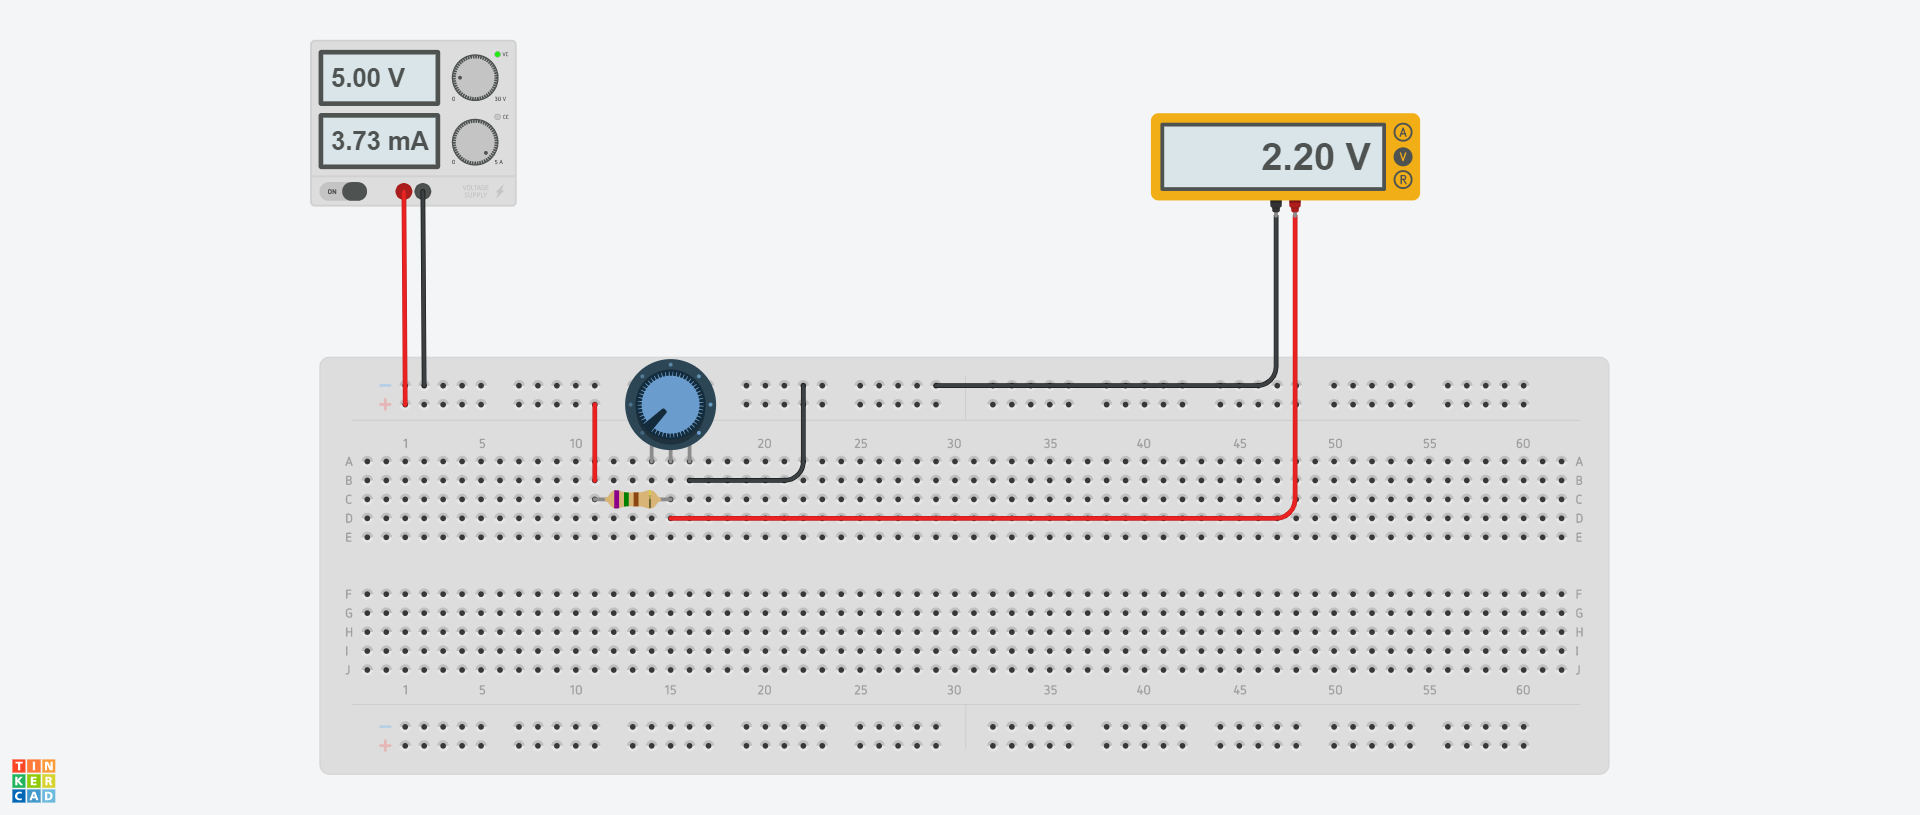 5.00 V
VC
0 30 V
3.73 mA
CE
0 5 A
ON
VOLTAGE
SUPPLY
2.20 V
A
V
R
−
+
1 5 10 20 25 30 35 40 45 50 55 60
A A
B B
C C
D D
E E
F F
G G
H H
I I
J J
1 5 10 15 20 25 30 35 40 45 50 55 60
−
+
TIN
KER
CAD